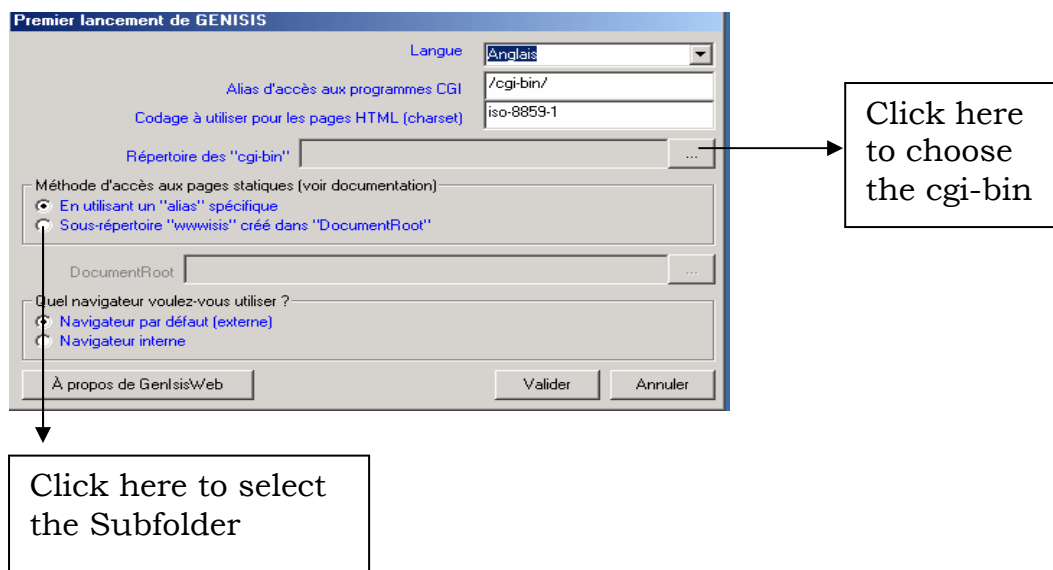 Premier lancement de GENISIS
Langue Anglais
Alias d'accès aux programmes CGI /cgi-bin/
Codage à utiliser pour les pages HTML (charset) iso-8859-1
Répertoire des "cgi-bin" ...
Méthode d'accès aux pages statiques (voir documentation)
En utilisant un "alias" spécifique
Sous-répertoire "wwwisis" créé dans "DocumentRoot"
DocumentRoot ...
Quel navigateur voulez-vous utiliser ?
Navigateur par défaut (externe)
Navigateur interne
À propos de GenIsisWeb Valider Annuler
Click here
to choose
the cgi-bin
Click here to select
the Subfolder